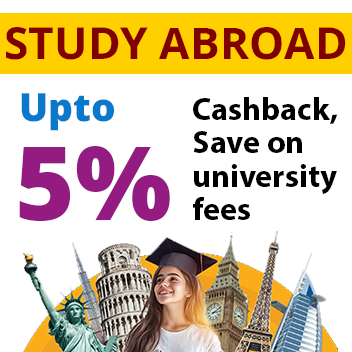 STUDY ABROAD
Upto
5%
Cashback,
Save on
university
fees